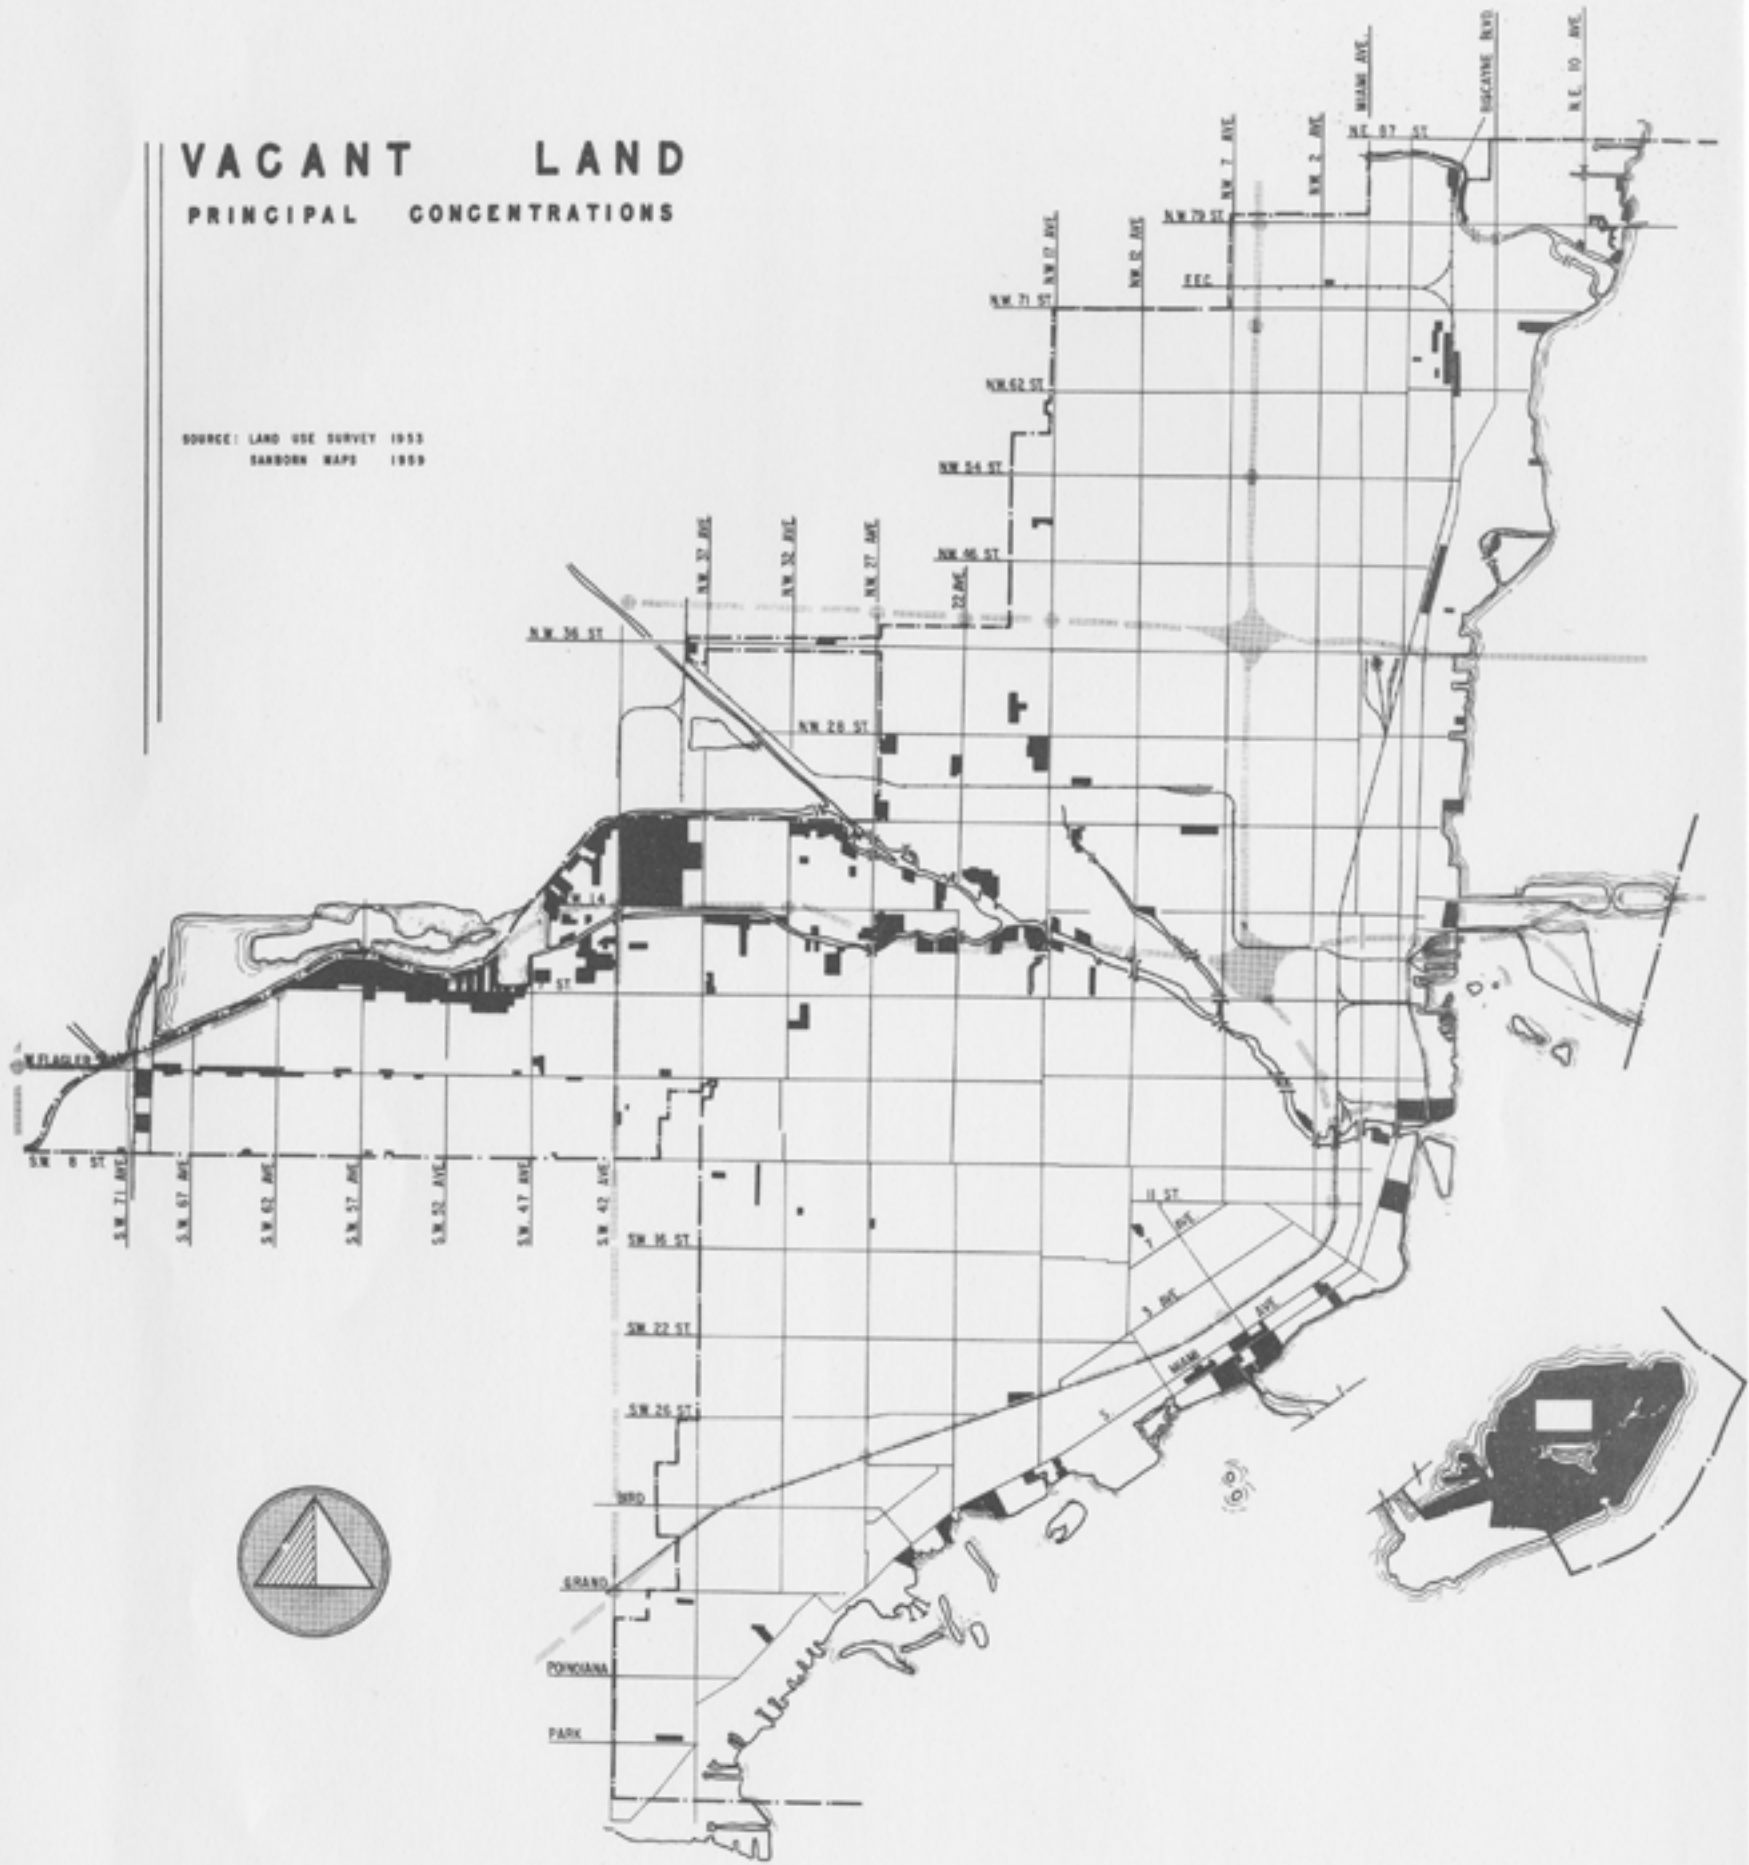 VACANT LAND
PRINCIPAL CONCENTRATIONS
SOURCE: LAND USE SURVEY 1953
SANBORN MAPS 1959
MIAMI AVE.
BISCAYNE BLVD.
N.E. 10 AVE.
N.E. 87 ST.
N.W. 7 AVE.
N.W. 2 AVE.
N.W. 79 ST.
N.W. 17 AVE.
N.W. 12 AVE.
F.E.C.
N.W. 71 ST.
N.W. 62 ST.
N.W. 54 ST.
N.W. 37 AVE.
N.W. 32 AVE.
N.W. 27 AVE.
N.W. 46 ST.
22 AVE.
N.W. 36 ST.
N.W. 28 ST.
W. FLAGLER
S.W. 8 ST.
S.W. 71 AVE.
S.W. 67 AVE.
S.W. 62 AVE.
S.W. 57 AVE.
S.W. 52 AVE.
S.W. 47 AVE.
S.W. 42 AVE.
11 ST.
7 AVE.
S.W. 16 ST.
3 AVE.
S. MIAMI AVE.
S.W. 22 ST.
S.W. 26 ST.
BIRD
GRAND
POINCIANA
PARK